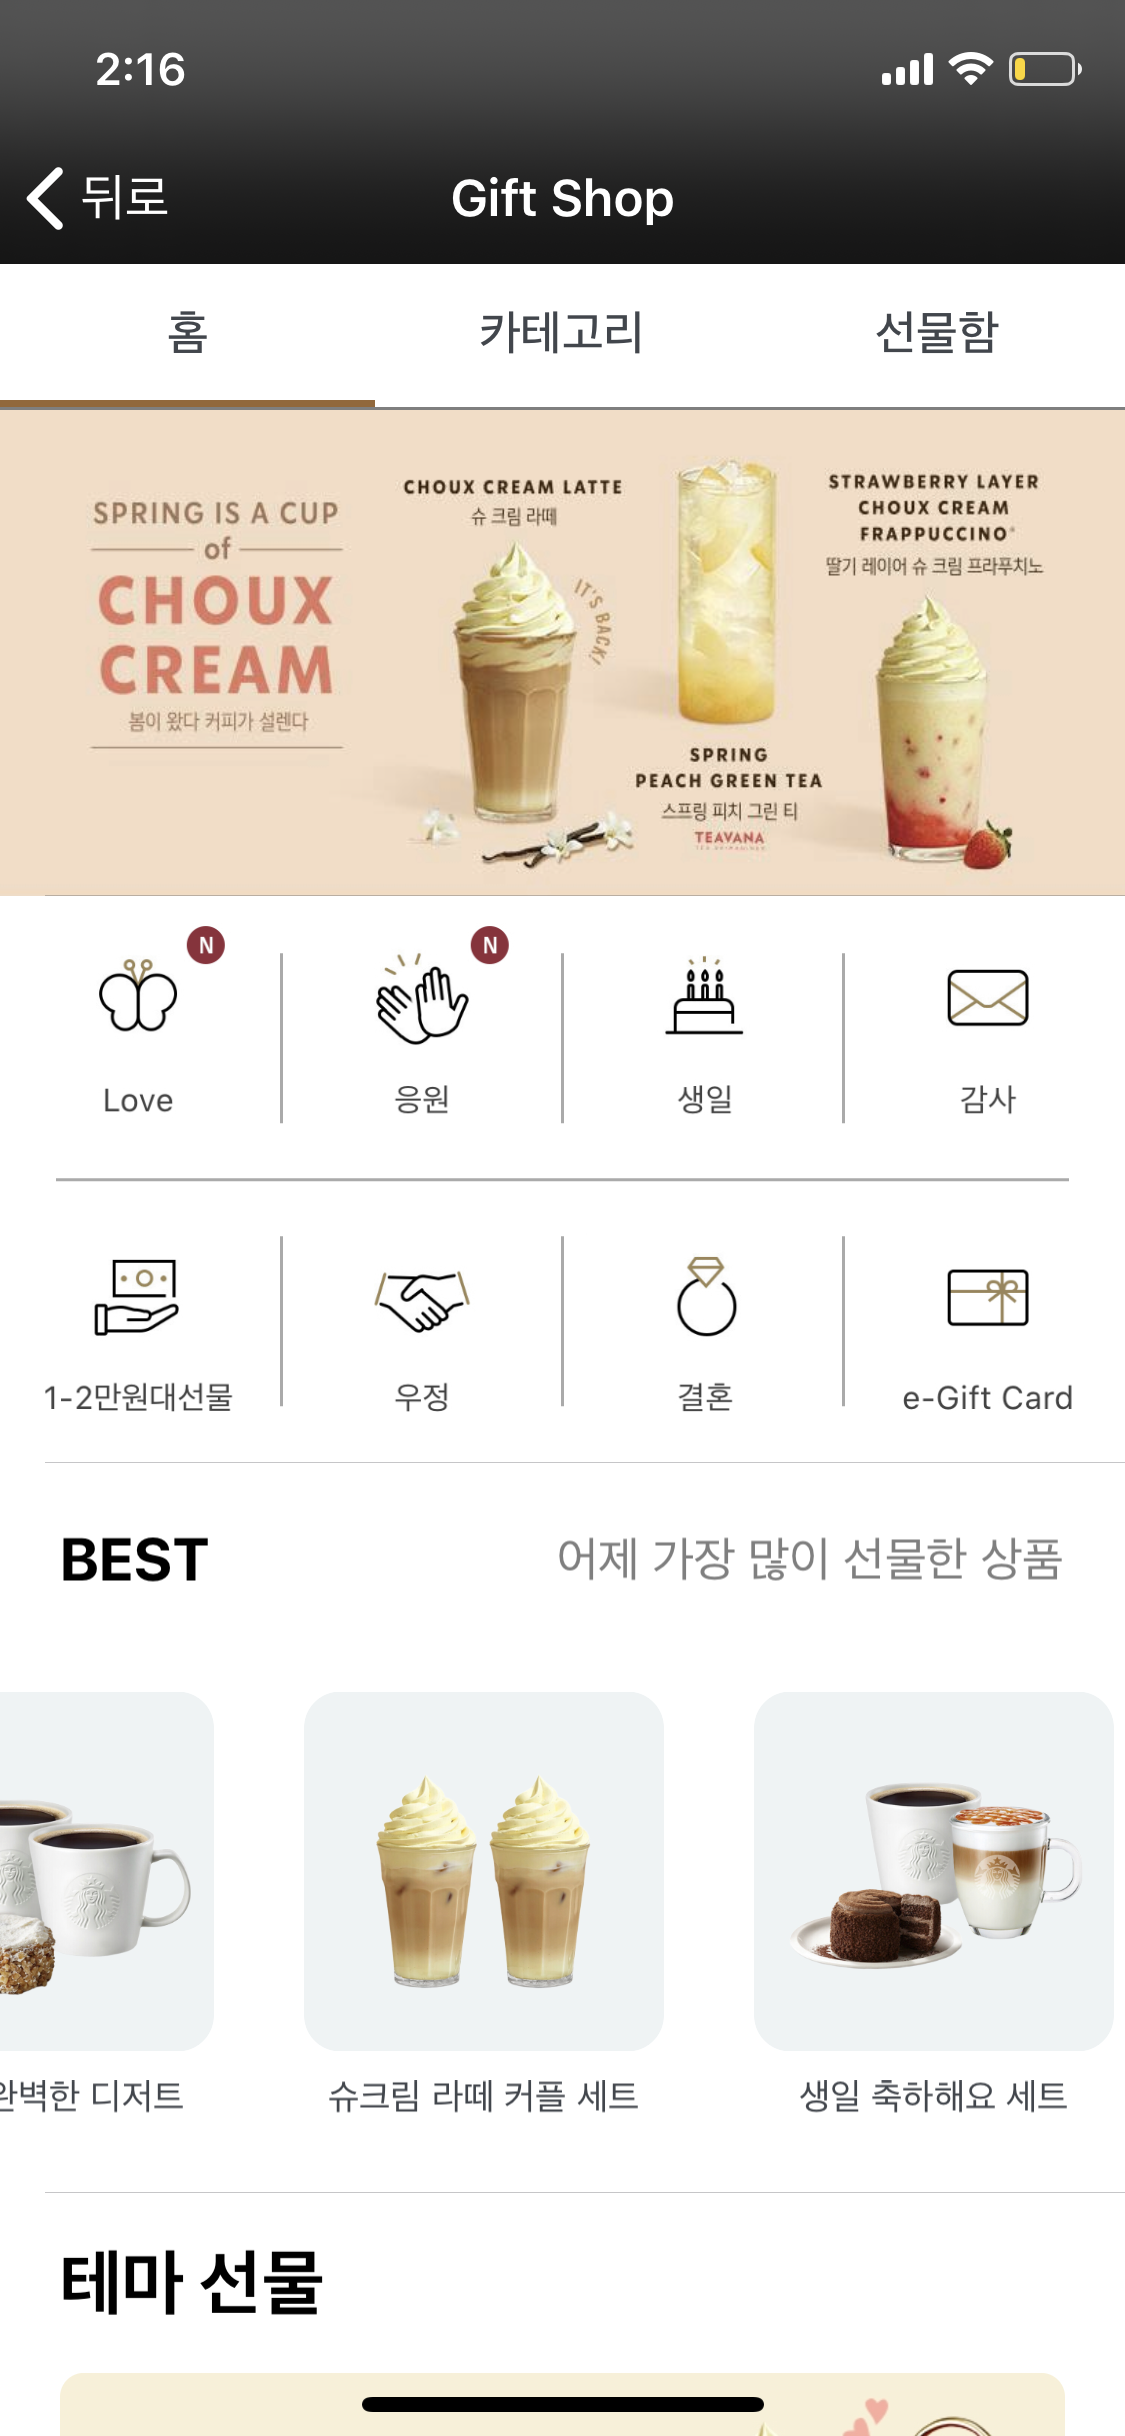 2:16
뒤로
Gift Shop
홈
카테고리
선물함
SPRING IS A CUP
of
CHOUX
CREAM
봄이 왔다 커피가 설렌다
CHOUX CREAM LATTE
슈 크림 라떼
IT'S BACK!
SPRING
PEACH GREEN TEA
스프링 피치 그린 티
TEAVANA
STRAWBERRY LAYER
CHOUX CREAM
FRAPPUCCINO®
딸기 레이어 슈 크림 프라푸치노
N
N
Love
응원
생일
감사
1-2만원대선물
우정
결혼
e-Gift Card
BEST
어제 가장 많이 선물한 상품
완벽한 디저트
슈크림 라떼 커플 세트
생일 축하해요 세트
테마 선물